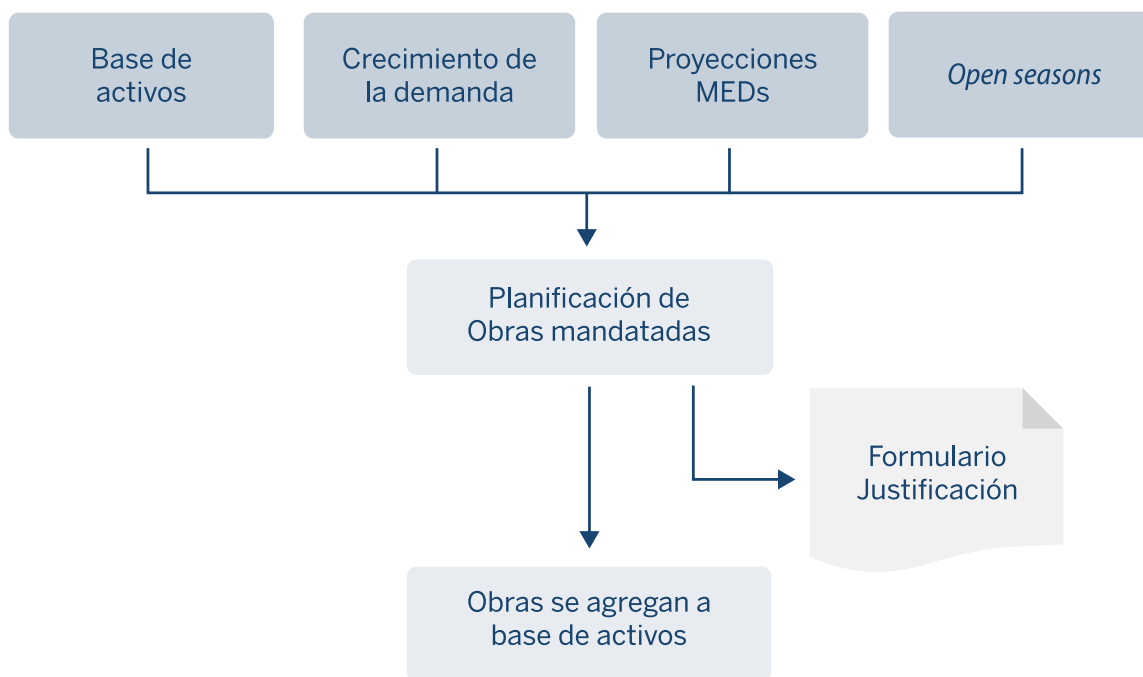 Base de
activos
Crecimiento de
la demanda
Proyecciones
MEDs
Open seasons
Planificación de
Obras mandatadas
Formulario
Justificación
Obras se agregan a
base de activos